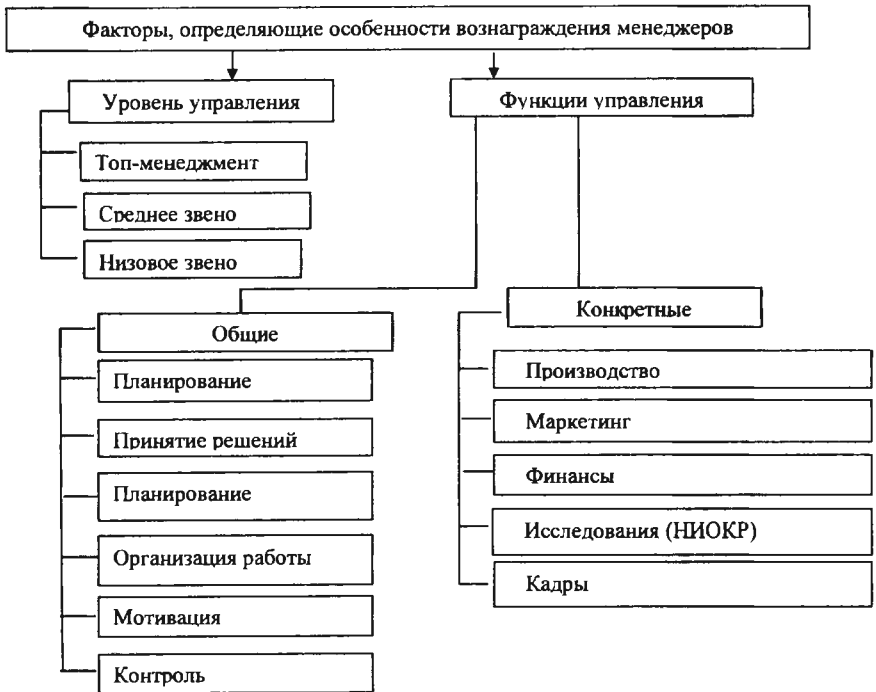 Факторы, определяющие особенности вознаграждения менеджеров
Уровень управления
Функции управления
Топ-менеджмент
Среднее звено
Низовое звено
Общие
Планирование
Принятие решений
Планирование
Организация работы
Мотивация
Контроль
Конкретные
Производство
Маркетинг
Финансы
Исследования (НИОКР)
Кадры